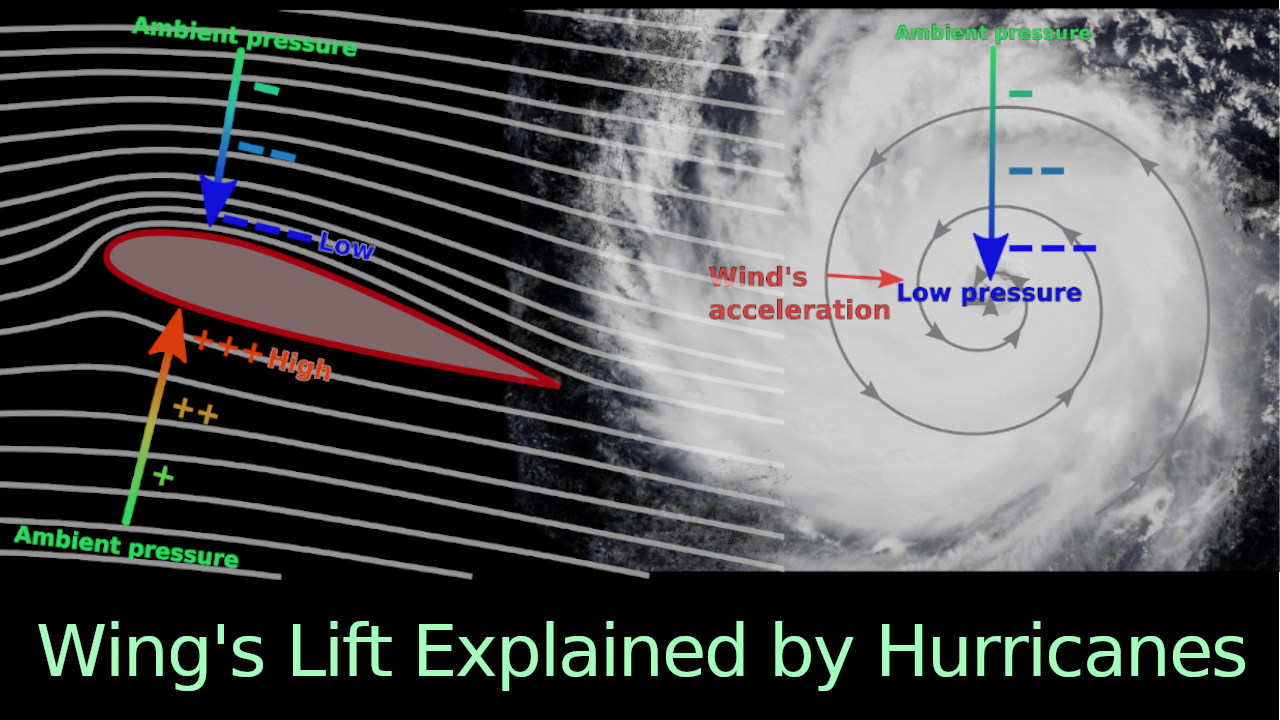 Ambient pressure
Low
+++High
++
+
Ambient pressure
Ambient pressure
Wind's
acceleration
Low pressure
Wing's Lift Explained by Hurricanes